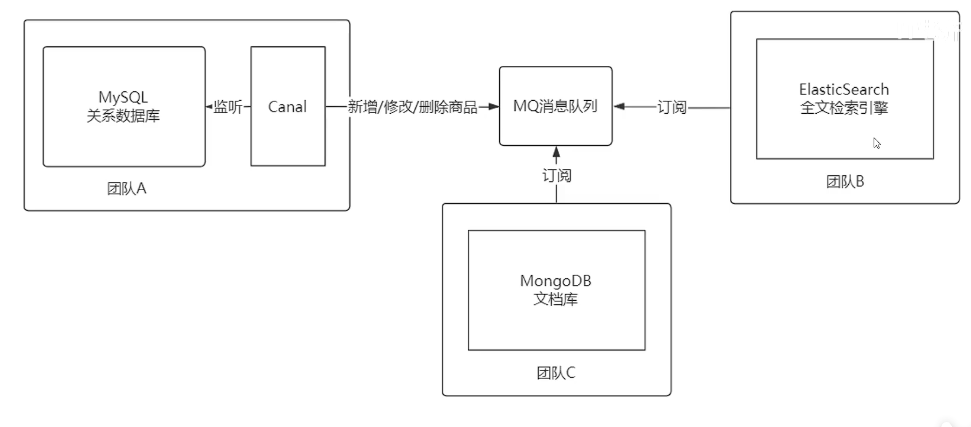 MySQL
关系数据库
监听
Canal
团队A
新增/修改/删除商品
MQ消息队列
订阅
ElasticSearch
全文检索引擎
团队B
订阅
MongoDB
文档库
团队C